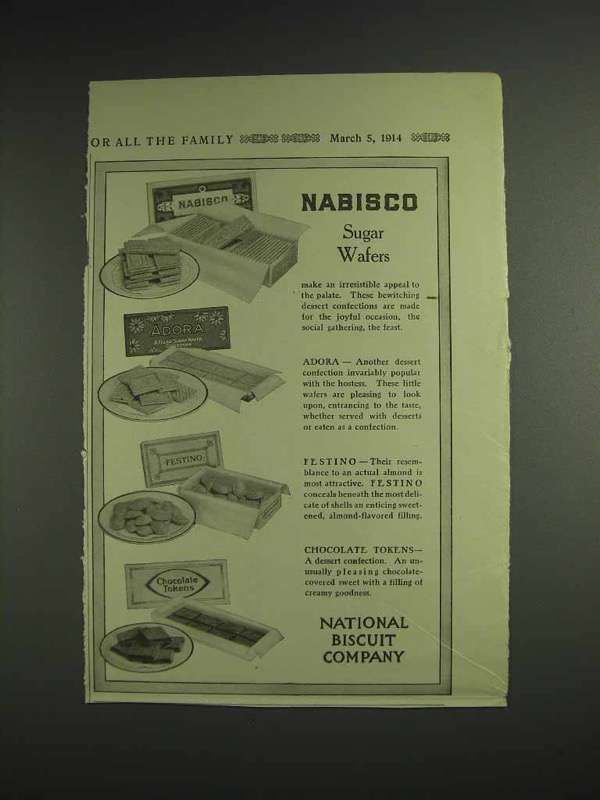 OR ALL THE FAMILY March 5, 1914
NABISCO
NABISCO
Sugar
Wafers
make an irresistible appeal to
the palate. These bewitching
dessert confections are made
for the joyful occasion, the
social gathering, the feast.
ADORA
ADORA — Another dessert
confection invariably popular
with the hostess. These little
wafers are pleasing to look
upon, entrancing to the taste,
whether served with desserts
or eaten as a confection.
FESTINO
FESTINO — Their resem-
blance to an actual almond is
most attractive. FESTINO
conceals beneath the most deli-
cate of shells an enticing sweet-
ened, almond-flavored filling.
Chocolate
Tokens
CHOCOLATE TOKENS—
A dessert confection. An un-
usually pleasing chocolate-
covered sweet with a filling of
creamy goodness.
NATIONAL
BISCUIT
COMPANY